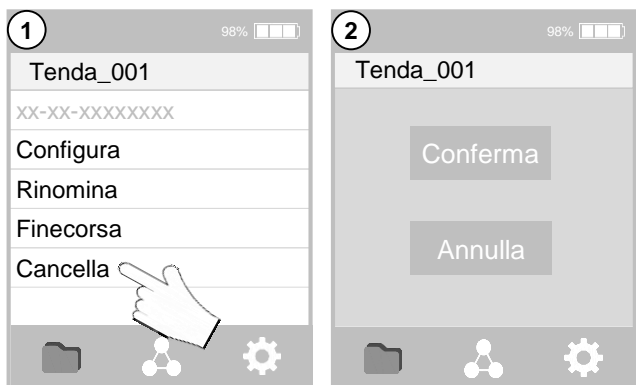 1
98%
Tenda_001
xx-xx-xxxxxxxx
Configura
Rinomina
Finecorsa
Cancella
2
98%
Tenda_001
Conferma
Annulla